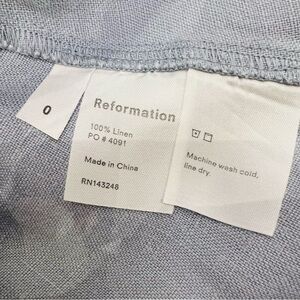 0
Reformation
100% Linen
PO # 4091
Made in China
RN143248
Machine wash cold,
line dry.